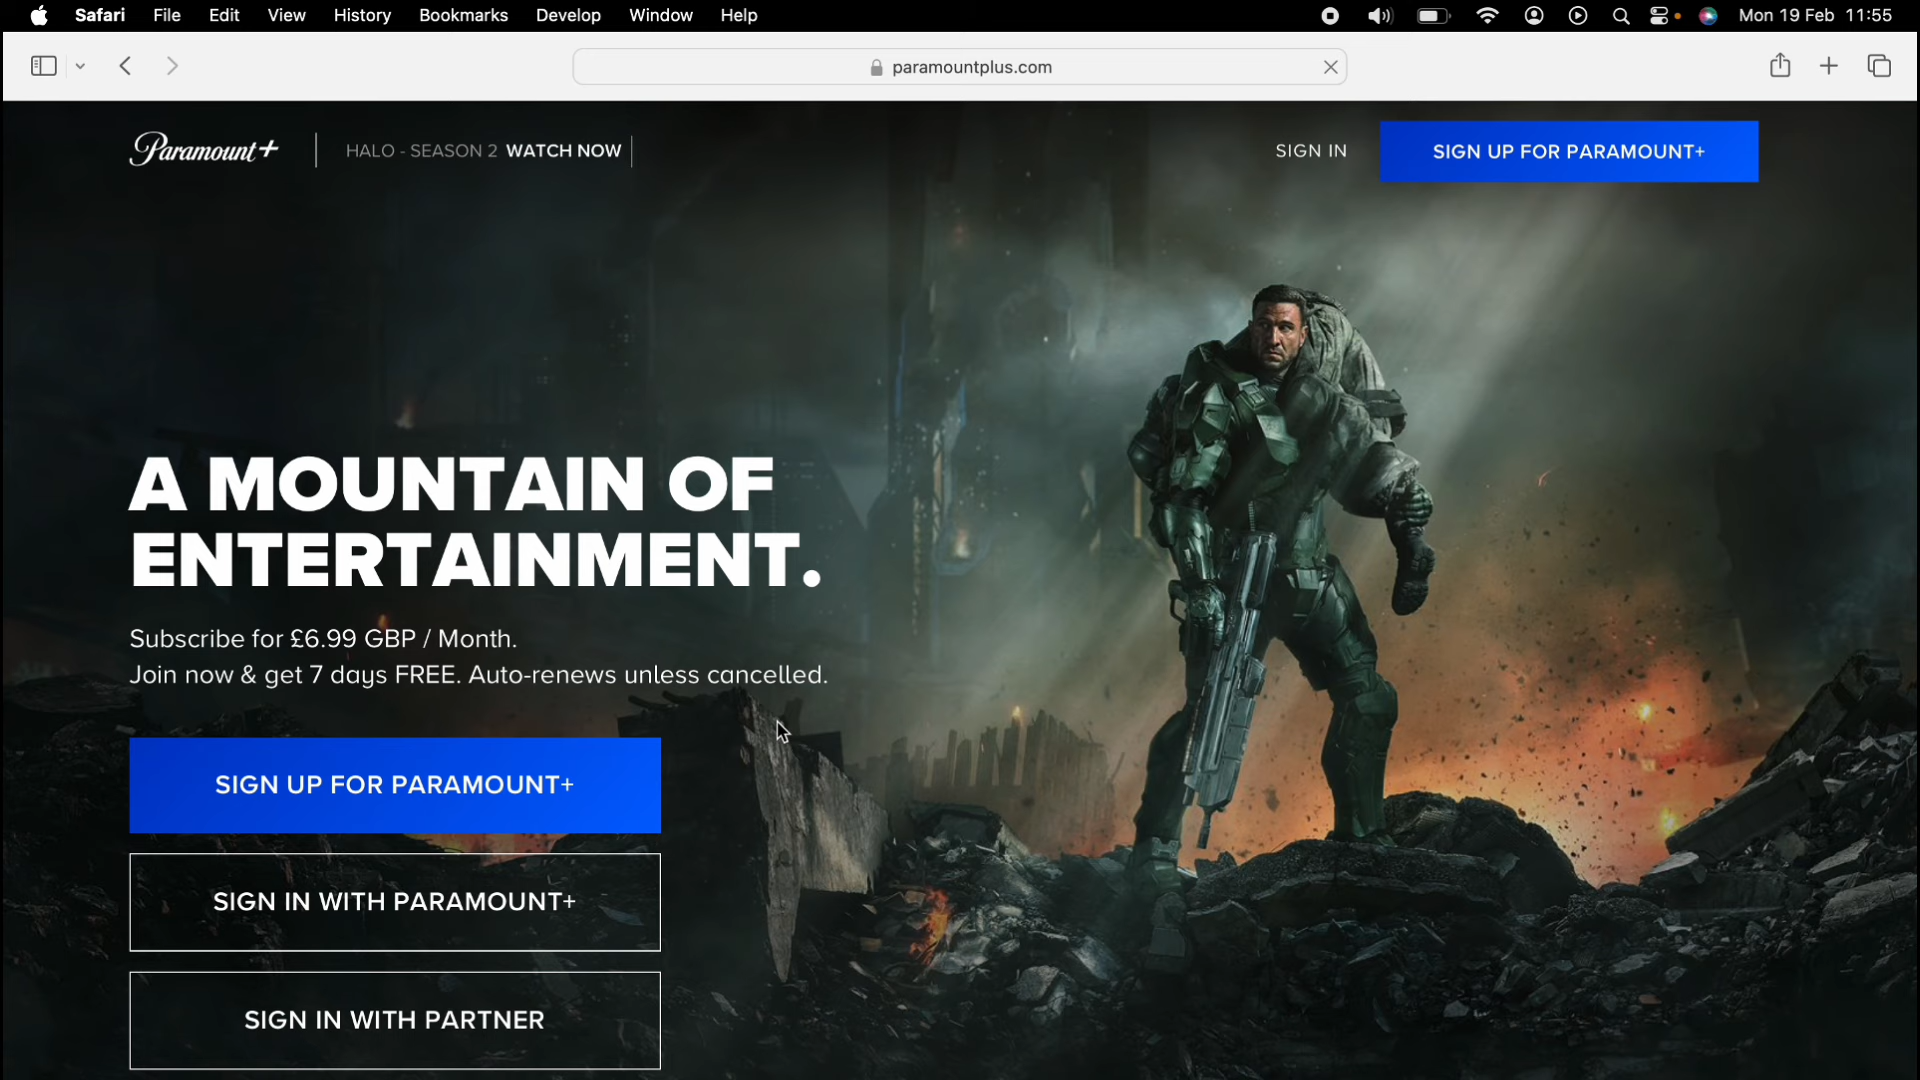 Safari File Edit View History Bookmarks Develop Window Help Mon 19 Feb 11:55
paramountplus.com
Paramount+ HALO - SEASON 2 WATCH NOW SIGN IN SIGN UP FOR PARAMOUNT+
A MOUNTAIN OF
ENTERTAINMENT.
Subscribe for £6.99 GBP / Month.
Join now & get 7 days FREE. Auto-renews unless cancelled.
SIGN UP FOR PARAMOUNT+
SIGN IN WITH PARAMOUNT+
SIGN IN WITH PARTNER